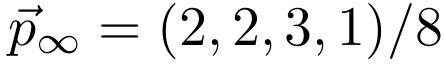 $\vec{p}_{\infty} = (2, 2, 3, 1)/8$